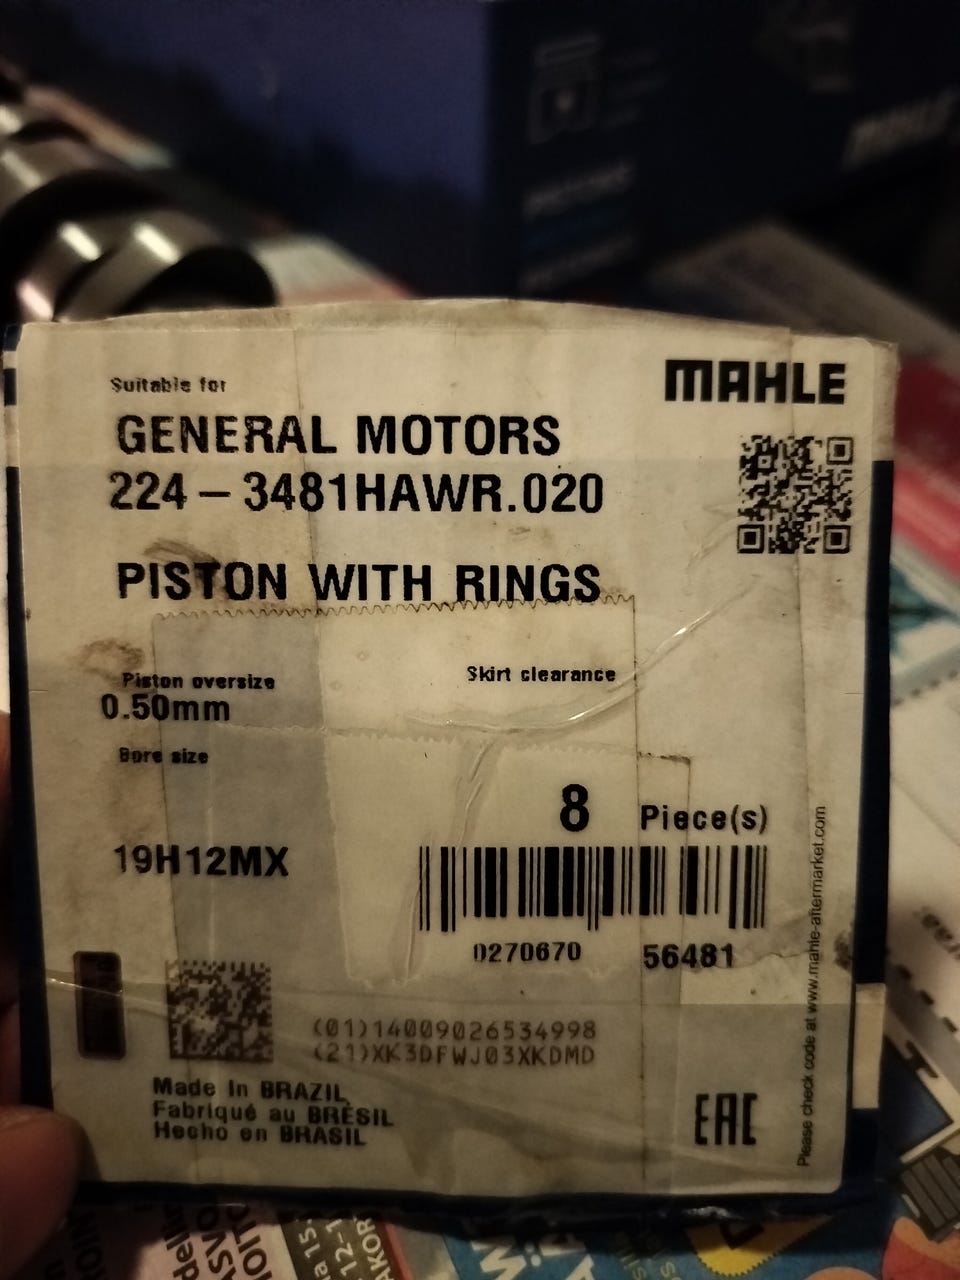 MAHLE
Suitable for
MAHLE
GENERAL MOTORS
224 – 3481HAWR.020
PISTON WITH RINGS
Piston oversize
Skirt clearance
0.50mm
Bore size
8 Piece(s)
19H12MX
0270670 56481
(01)14009026534998
(21)XK3DFWJ03XKDMD
Made In BRAZIL
Fabriqué au BRÉSIL
Hecho en BRASIL
EAC
Please check code at www.mahle-aftermarket.com